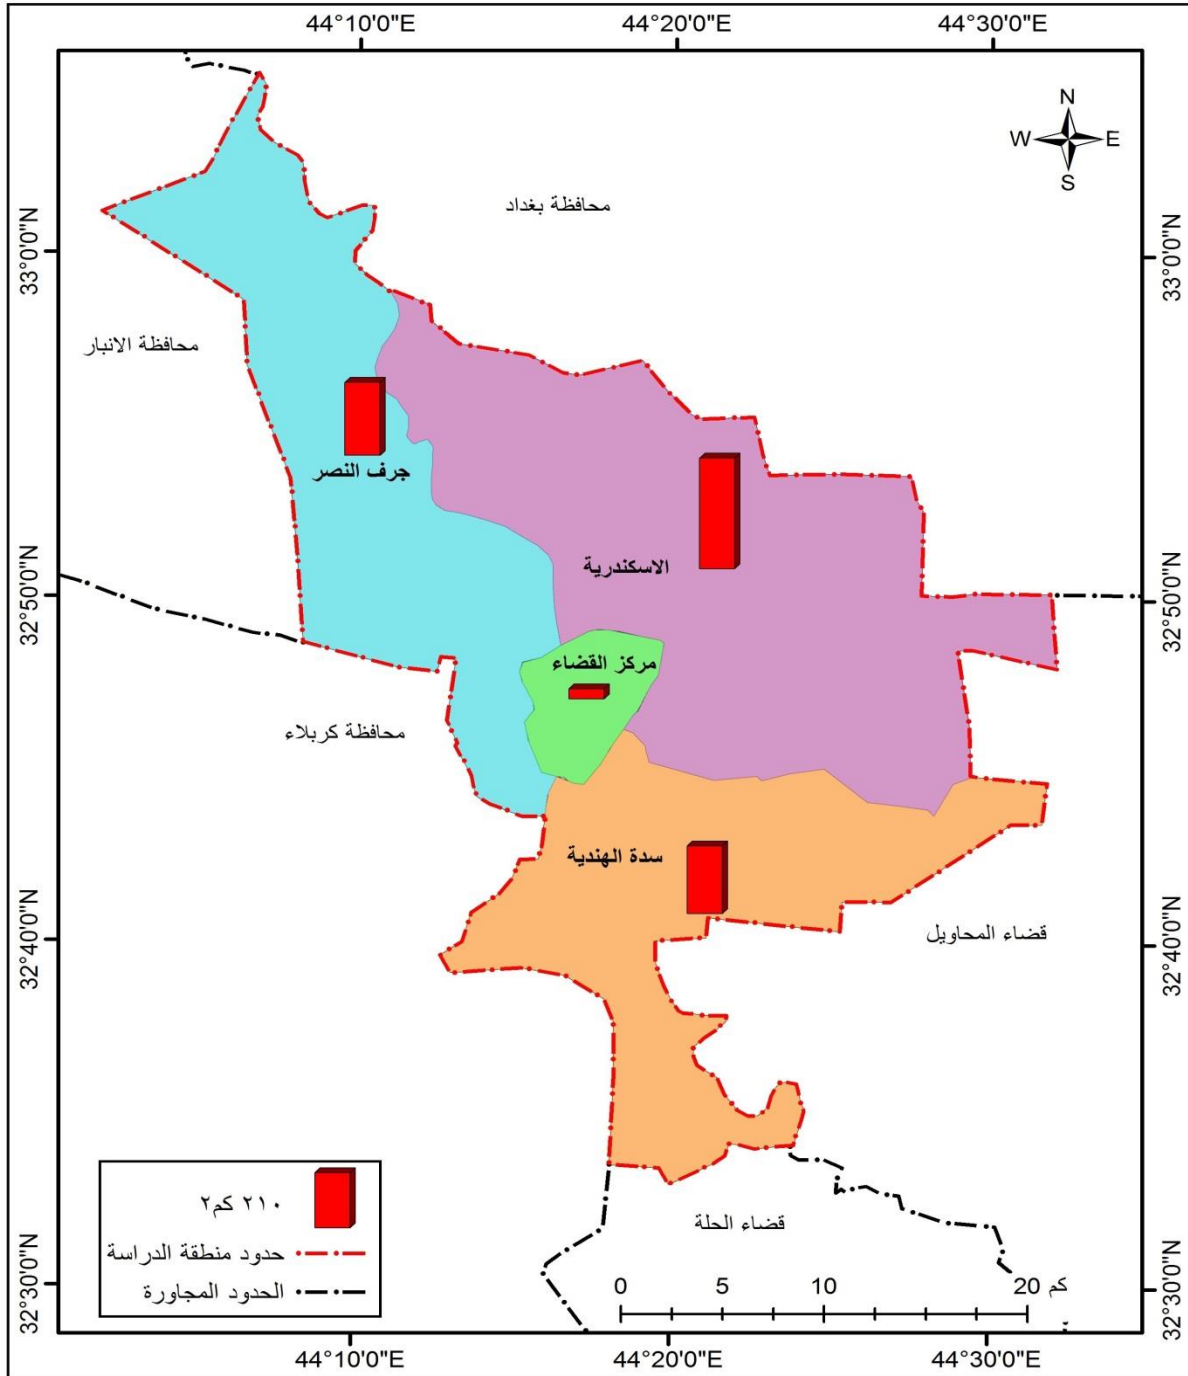 44°10'0"E
44°20'0"E
44°30'0"E
N
W
E
S
محافظة بغداد
33°0'0"N
33°0'0"N
محافظة الانبار
جرف النصر
الاسكندرية
32°50'0"N
32°50'0"N
مركز القضاء
محافظة كربلاء
سدة الهندية
32°40'0"N
32°40'0"N
قضاء المحاويل
٢١٠ كم٢
حدود منطقة الدراسة
الحدود المجاورة
قضاء الحلة
0 5 10 20 كم
32°30'0"N
32°30'0"N
44°10'0"E
44°20'0"E
44°30'0"E